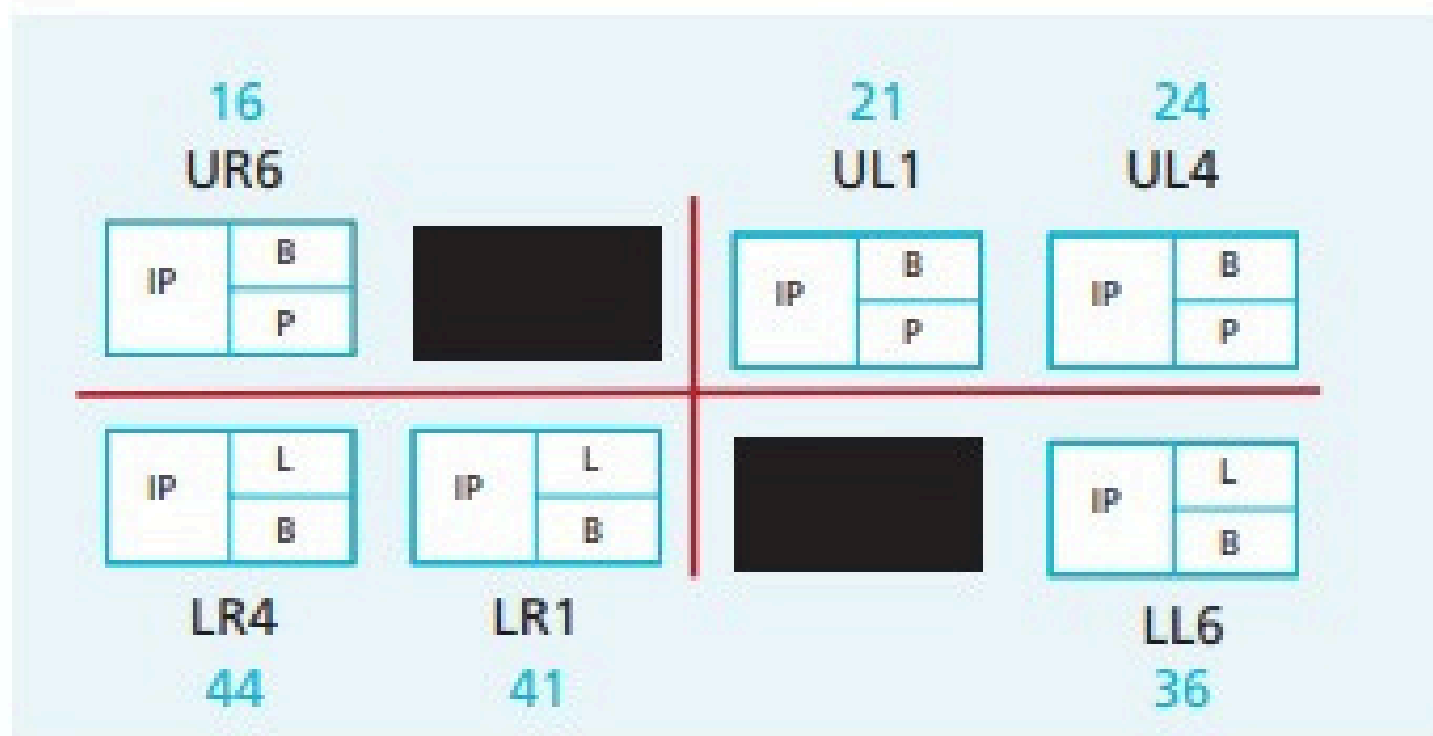 16 21 24
UR6 UL1 UL4
IP B IP B IP B
P P P
IP L IP L IP L
B B B
LR4 LR1 LL6
44 41 36